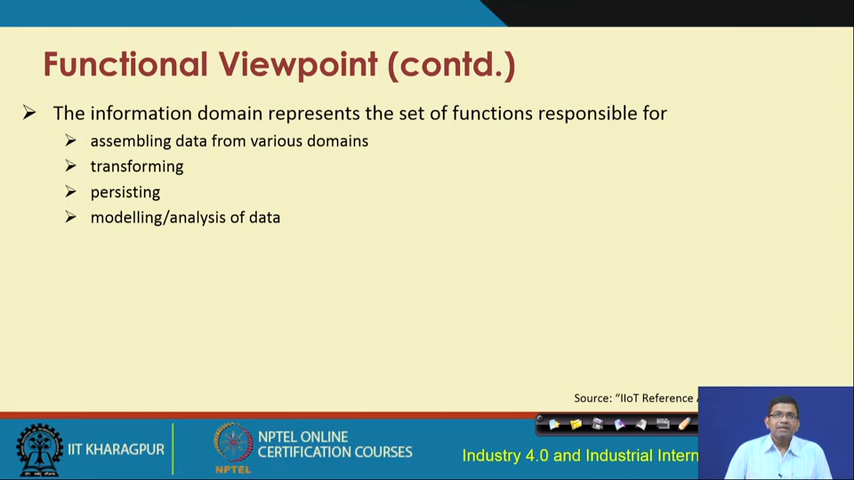 Functional Viewpoint (contd.)
The information domain represents the set of functions responsible for
assembling data from various domains
transforming
persisting
modelling/analysis of data
Source: "IIoT Reference
IIT KHARAGPUR
NPTEL
NPTEL ONLINE
CERTIFICATION COURSES
Industry 4.0 and Industrial